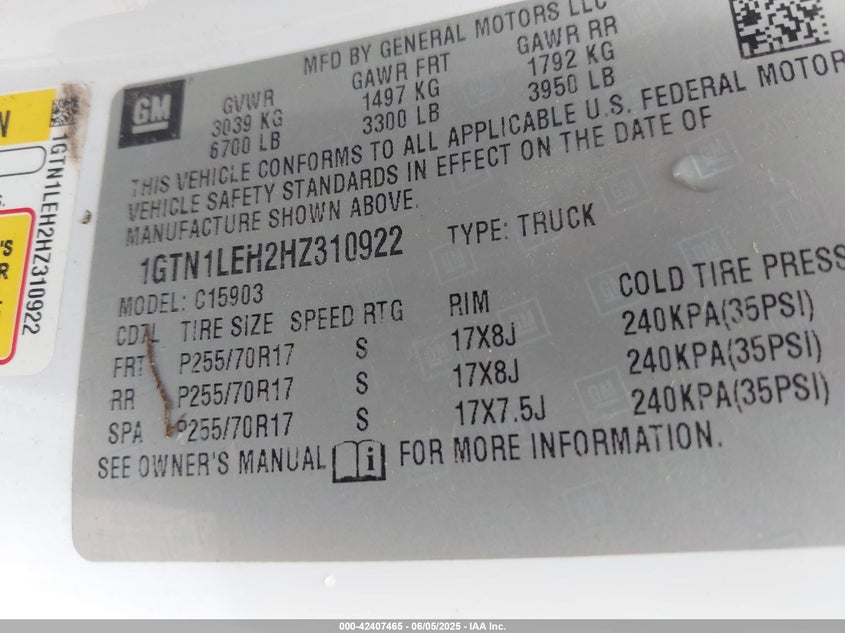 MFD BY GENERAL MOTORS LLC
GM
GVWR GAWR FRT GAWR RR
3039 KG 1497 KG 1792 KG
6700 LB 3300 LB 3950 LB
THIS VEHICLE CONFORMS TO ALL APPLICABLE U.S. FEDERAL MOTOR
VEHICLE SAFETY STANDARDS IN EFFECT ON THE DATE OF
MANUFACTURE SHOWN ABOVE.
1GTN1LEH2HZ310922 TYPE: TRUCK
MODEL: C15903
TIRE SIZE SPEED RTG RIM COLD TIRE PRESS
FRT P255/70R17 S 17X8J 240KPA(35PSI)
RR P255/70R17 S 17X8J 240KPA(35PSI)
SPA P255/70R17 S 17X7.5J 240KPA(35PSI)
SEE OWNER'S MANUAL i FOR MORE INFORMATION.
1GTN1LEH2HZ310922
N
S.
'S
R
000-42407465 - 06/05/2025 - IAA Inc.